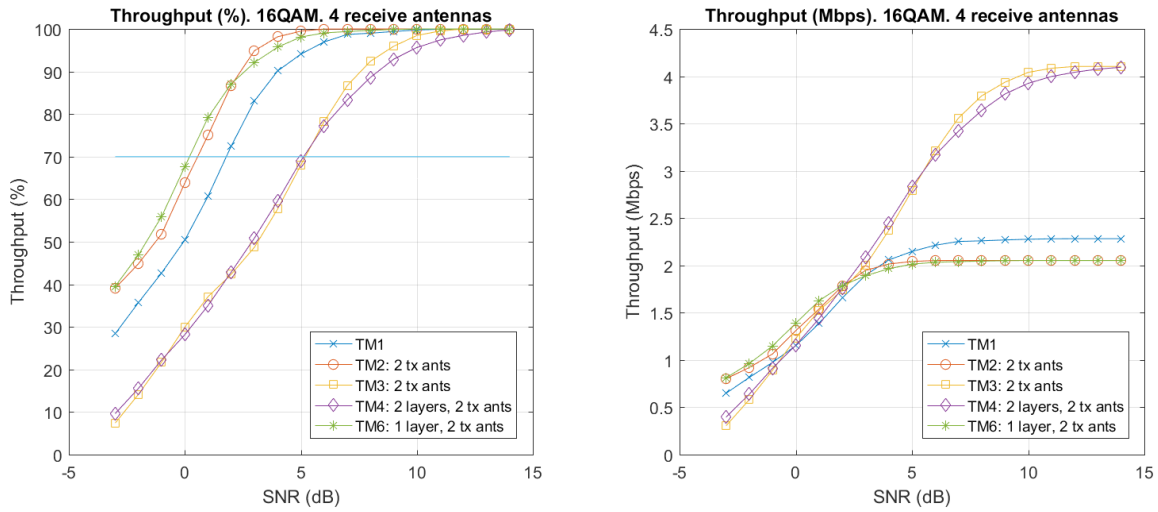 Throughput (%). 16QAM. 4 receive antennas
100
90
80
70
60
50
40
30
20
10
0
Throughput (%)
-5
0
5
10
15
SNR (dB)
TM1
TM2: 2 tx ants
TM3: 2 tx ants
TM4: 2 layers, 2 tx ants
TM6: 1 layer, 2 tx ants
Throughput (Mbps). 16QAM. 4 receive antennas
4.5
4
3.5
3
2.5
2
1.5
1
0.5
0
Throughput (Mbps)
-5
0
5
10
15
SNR (dB)
TM1
TM2: 2 tx ants
TM3: 2 tx ants
TM4: 2 layers, 2 tx ants
TM6: 1 layer, 2 tx ants